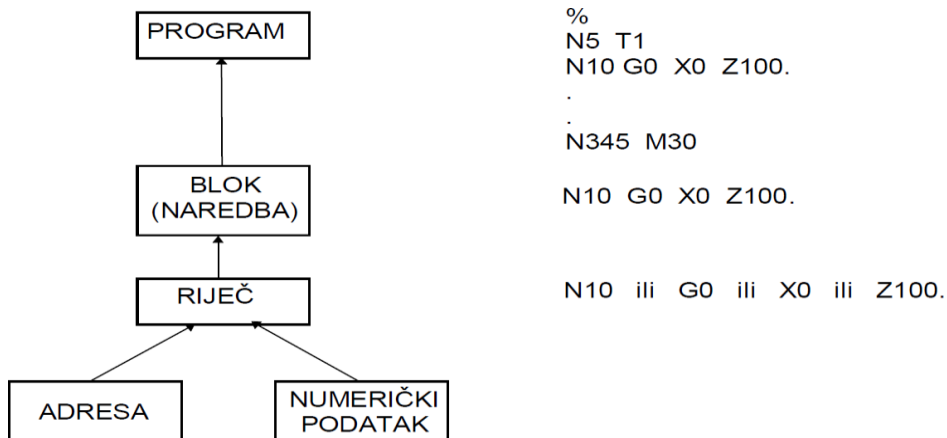 PROGRAM
%
N5 T1
N10 G0 X0 Z100.
.
.
N345 M30
BLOK
(NAREDBA)
N10 G0 X0 Z100.
RIJEČ
N10 ili G0 ili X0 ili Z100.
ADRESA
NUMERIČKI
PODATAK